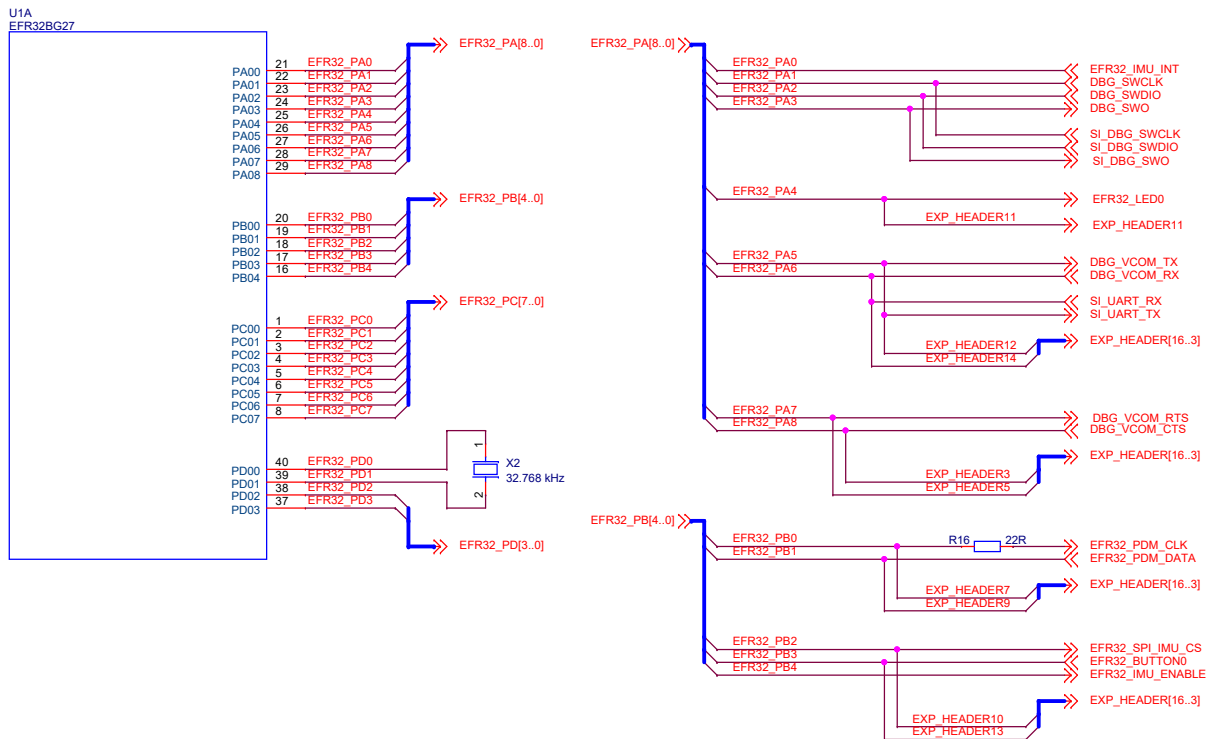 U1A
EFR32BG27
PA00 21 EFR32_PA0
PA01 22 EFR32_PA1
PA02 23 EFR32_PA2
PA03 24 EFR32_PA3
PA04 25 EFR32_PA4
PA05 26 EFR32_PA5
PA06 27 EFR32_PA6
PA07 28 EFR32_PA7
PA08 29 EFR32_PA8
EFR32_PA[8..0]
PB00 20 EFR32_PB0
PB01 19 EFR32_PB1
PB02 18 EFR32_PB2
PB03 17 EFR32_PB3
PB04 16 EFR32_PB4
EFR32_PB[4..0]
PC00 1 EFR32_PC0
PC01 2 EFR32_PC1
PC02 3 EFR32_PC2
PC03 4 EFR32_PC3
PC04 5 EFR32_PC4
PC05 6 EFR32_PC5
PC06 7 EFR32_PC6
PC07 8 EFR32_PC7
EFR32_PC[7..0]
PD00 40 EFR32_PD0
PD01 39 EFR32_PD1
PD02 38 EFR32_PD2
PD03 37 EFR32_PD3
1
X2
32.768 kHz
2
EFR32_PD[3..0]
EFR32_PA[8..0]
EFR32_PA0 EFR32_IMU_INT
EFR32_PA1 DBG_SWCLK
EFR32_PA2 DBG_SWDIO
EFR32_PA3 DBG_SWO
SI_DBG_SWCLK
SI_DBG_SWDIO
SI_DBG_SWO
EFR32_PA4 EFR32_LED0
EXP_HEADER11 EXP_HEADER11
EFR32_PA5 DBG_VCOM_TX
EFR32_PA6 DBG_VCOM_RX
SI_UART_RX
SI_UART_TX
EXP_HEADER12 EXP_HEADER[16..3]
EXP_HEADER14
EFR32_PA7 DBG_VCOM_RTS
EFR32_PA8 DBG_VCOM_CTS
EXP_HEADER[16..3]
EXP_HEADER3
EXP_HEADER5
EFR32_PB[4..0]
EFR32_PB0 R16 22R EFR32_PDM_CLK
EFR32_PB1 EFR32_PDM_DATA
EXP_HEADER7 EXP_HEADER[16..3]
EXP_HEADER9
EFR32_PB2 EFR32_SPI_IMU_CS
EFR32_PB3 EFR32_BUTTON0
EFR32_PB4 EFR32_IMU_ENABLE
EXP_HEADER[16..3]
EXP_HEADER10
EXP_HEADER13